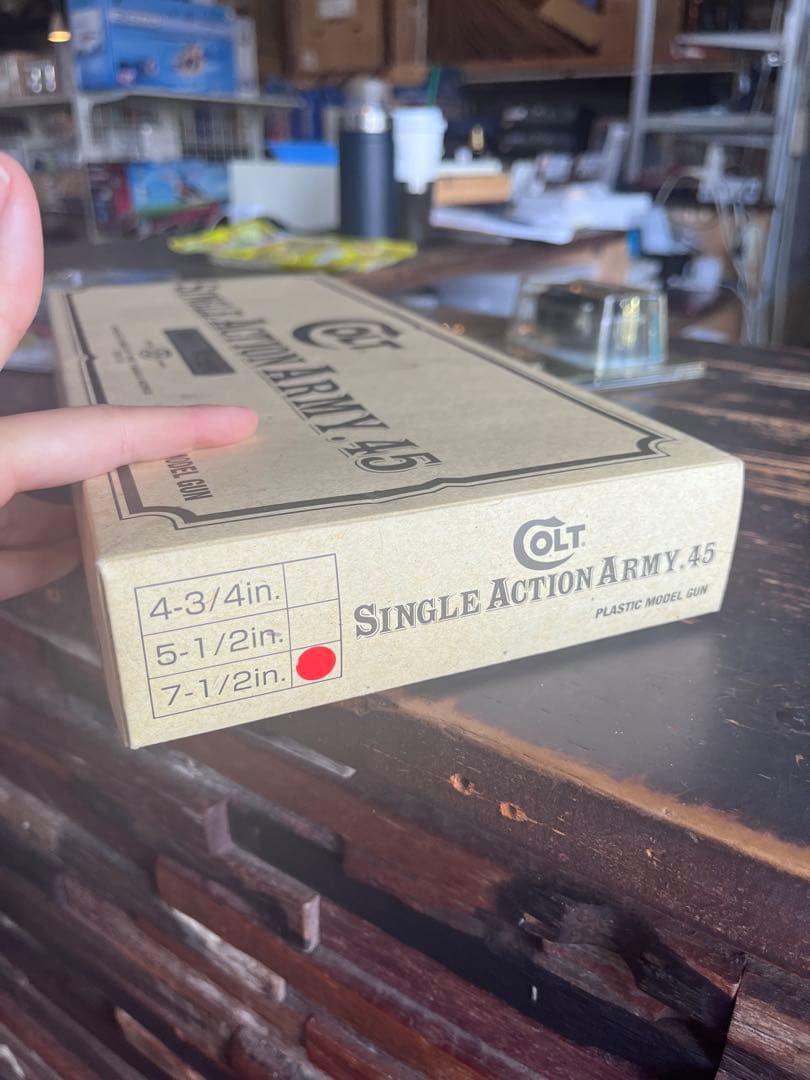 COLT
SINGLE ACTION ARMY.45
MODEL GUN
COLT
SINGLE ACTION ARMY.45
PLASTIC MODEL GUN
4-3/4in.
5-1/2in.
7-1/2in.